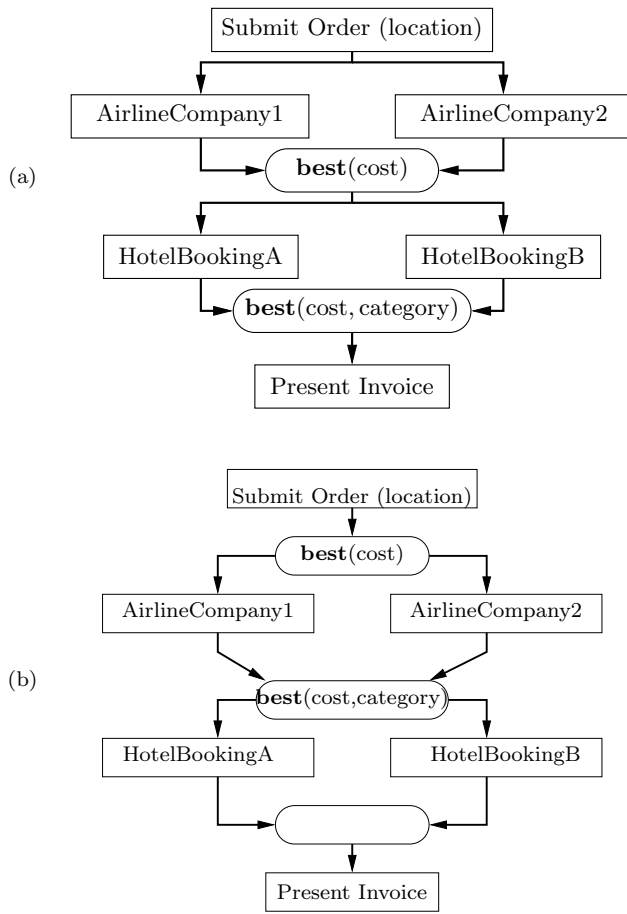 Submit Order (location)
AirlineCompany1
AirlineCompany2
(a)
best(cost)
HotelBookingA
HotelBookingB
best(cost, category)
Present Invoice
Submit Order (location)
best(cost)
AirlineCompany1
AirlineCompany2
(b)
best(cost,category)
HotelBookingA
HotelBookingB
Present Invoice